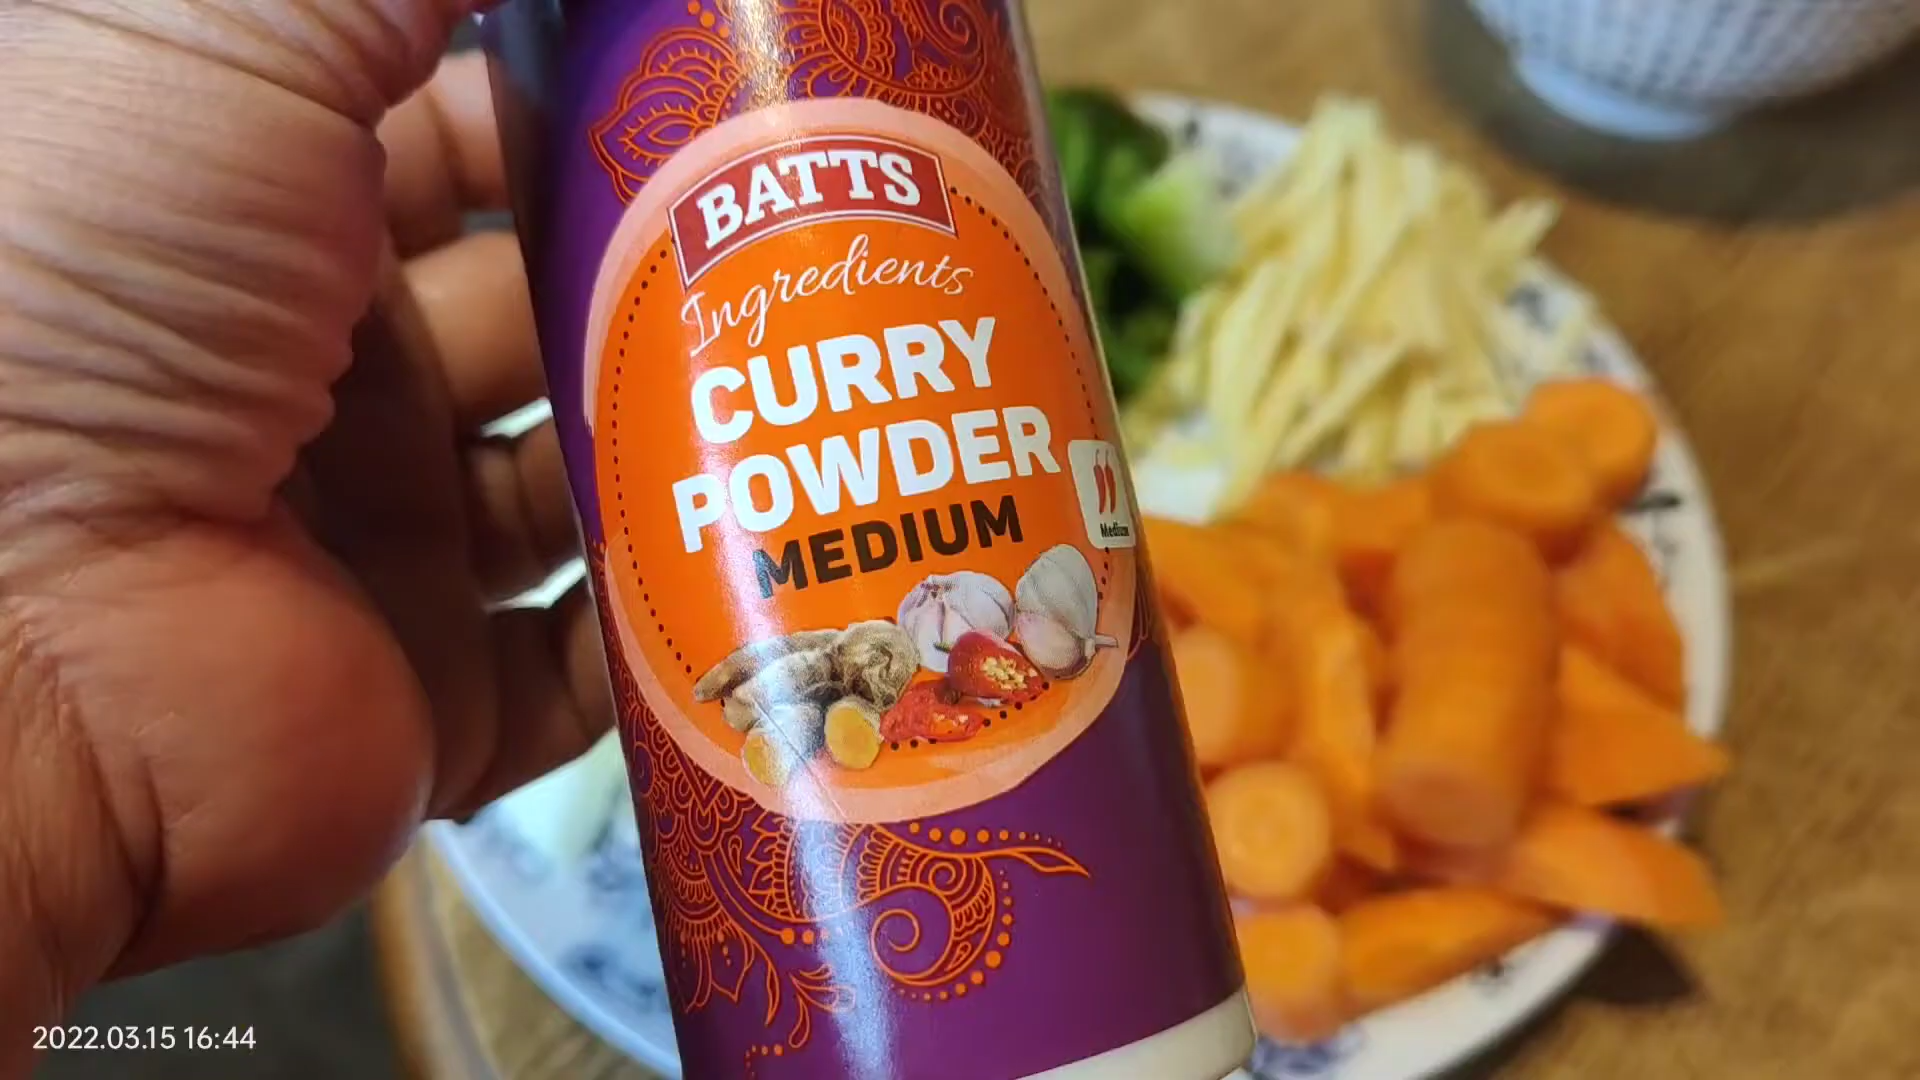 BATTS
Ingredients
CURRY
POWDER
MEDIUM
Medium
2022.03.15 16:44